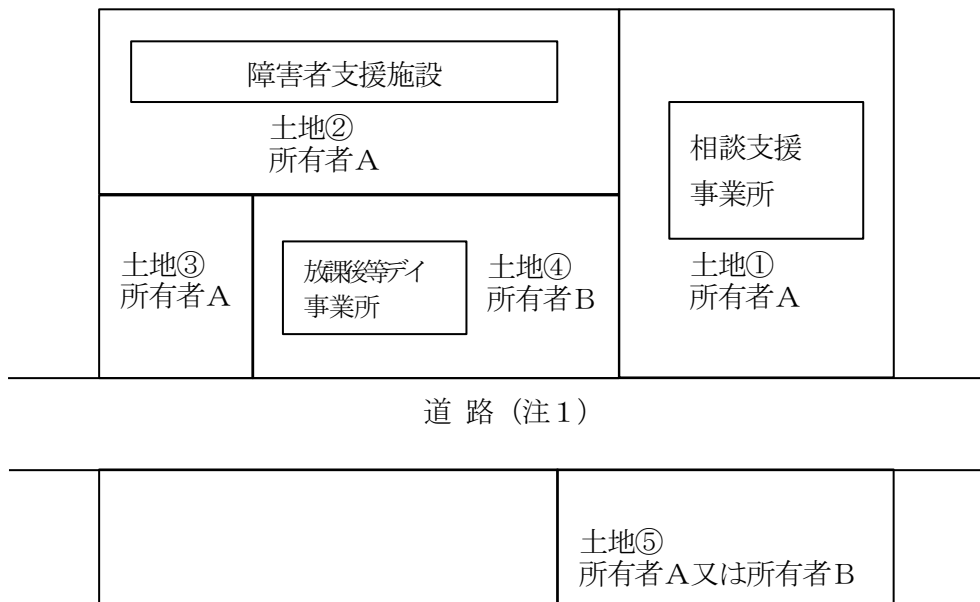 障害者支援施設
土地②
所有者A
相談支援
事業所
土地①
所有者A
土地③
所有者A
放課後等デイ
事業所
土地④
所有者B
道 路（注1）
土地⑤
所有者A又は所有者B